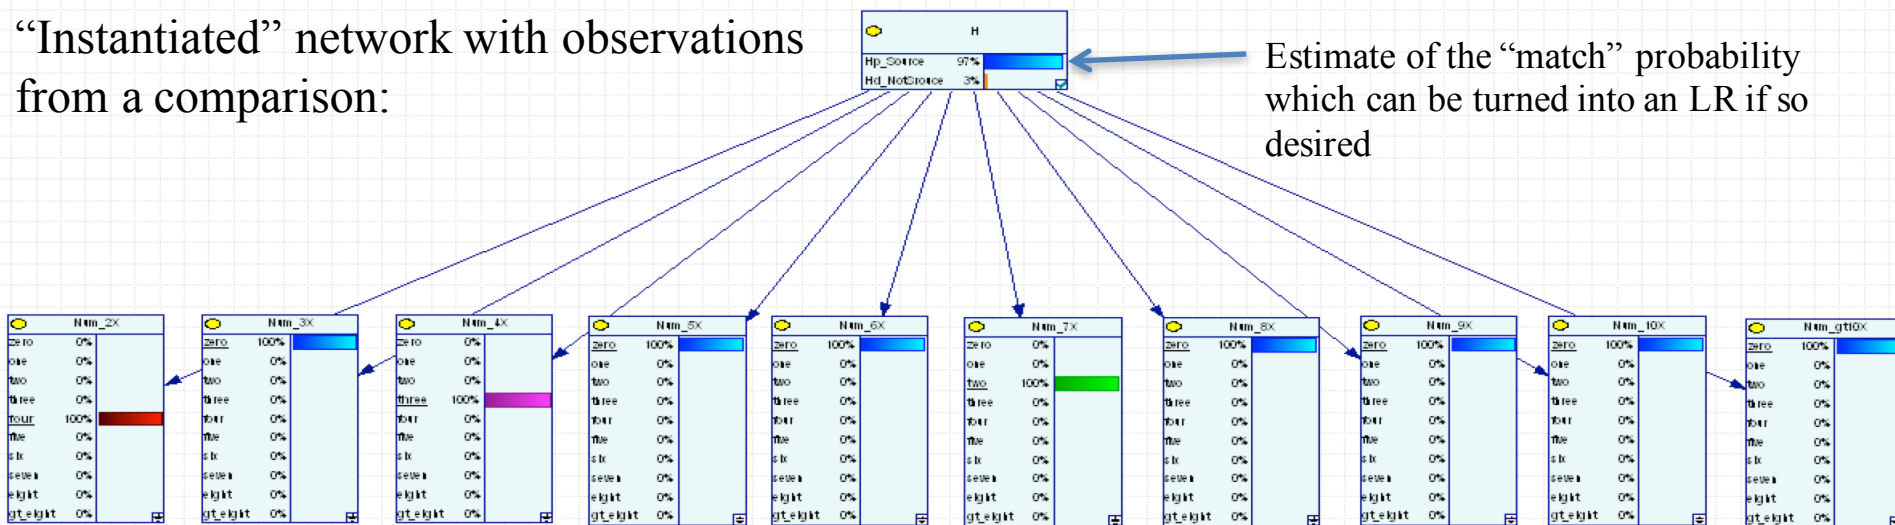 “Instantiated” network with observations
from a comparison:
H
Hp_Source 97%
Hd_NotSrouce 3%
Estimate of the “match” probability
which can be turned into an LR if so
desired
Num_2X
zero 0%
one 0%
two 0%
three 0%
four 100%
five 0%
six 0%
seven 0%
eight 0%
gt_eight 0%
Num_3X
zero 100%
one 0%
two 0%
three 0%
four 0%
five 0%
six 0%
seven 0%
eight 0%
gt_eight 0%
Num_4X
zero 0%
one 0%
two 0%
three 100%
four 0%
five 0%
six 0%
seven 0%
eight 0%
gt_eight 0%
Num_5X
zero 100%
one 0%
two 0%
three 0%
four 0%
five 0%
six 0%
seven 0%
eight 0%
gt_eight 0%
Num_6X
zero 100%
one 0%
two 0%
three 0%
four 0%
five 0%
six 0%
seven 0%
eight 0%
gt_eight 0%
Num_7X
zero 0%
one 0%
two 100%
three 0%
four 0%
five 0%
six 0%
seven 0%
eight 0%
gt_eight 0%
Num_8X
zero 100%
one 0%
two 0%
three 0%
four 0%
five 0%
six 0%
seven 0%
eight 0%
gt_eight 0%
Num_9X
zero 100%
one 0%
two 0%
three 0%
four 0%
five 0%
six 0%
seven 0%
eight 0%
gt_eight 0%
Num_10X
zero 100%
one 0%
two 0%
three 0%
four 0%
five 0%
six 0%
seven 0%
eight 0%
gt_eight 0%
Num_gt10X
zero 100%
one 0%
two 0%
three 0%
four 0%
five 0%
six 0%
seven 0%
eight 0%
gt_eight 0%